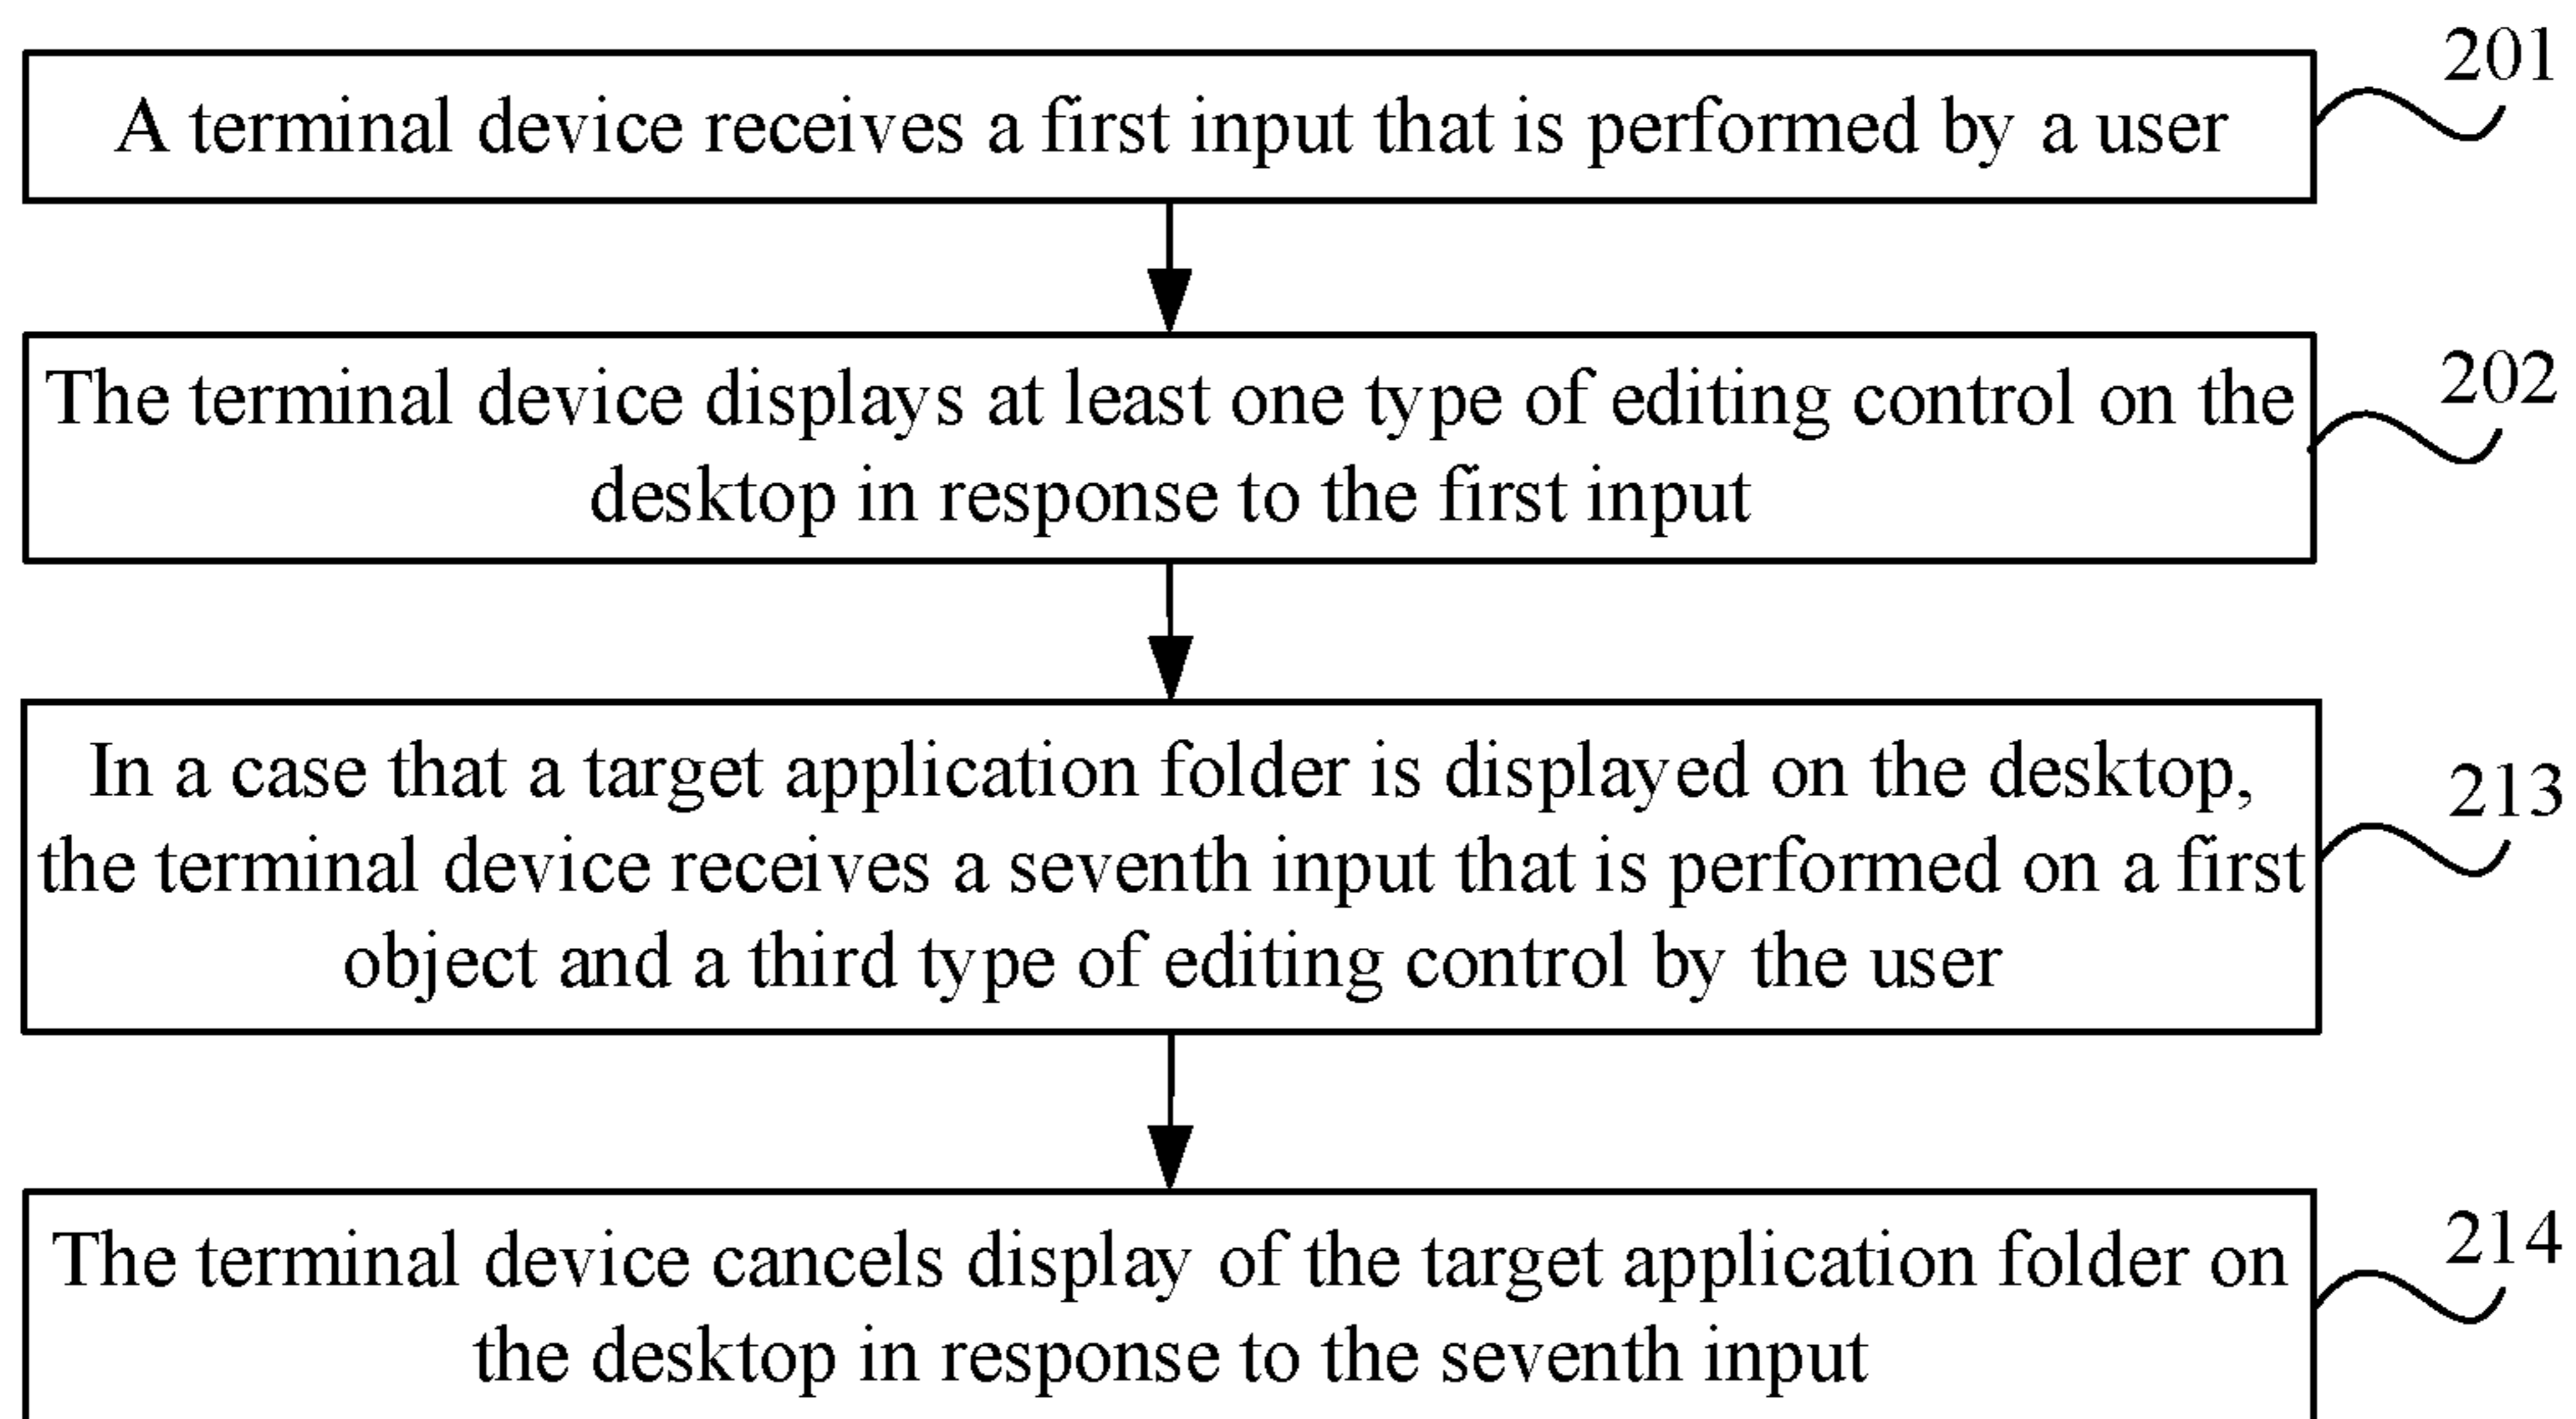 A terminal device receives a first input that is performed by a user
201
The terminal device displays at least one type of editing control on the
desktop in response to the first input
202
In a case that a target application folder is displayed on the desktop,
the terminal device receives a seventh input that is performed on a first
object and a third type of editing control by the user
213
The terminal device cancels display of the target application folder on
the desktop in response to the seventh input
214